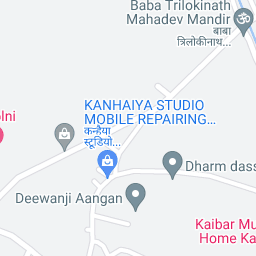 Baba Trilokinath
Mahadev Mandir
बाबा
त्रिलोकीनाथ...
KANHAIYA STUDIO
MOBILE REPAIRING...
कन्हैया
स्टूडियो...
lni
Dharm dass
Deewanji Aangan
Kaibar Mu
Home Ka